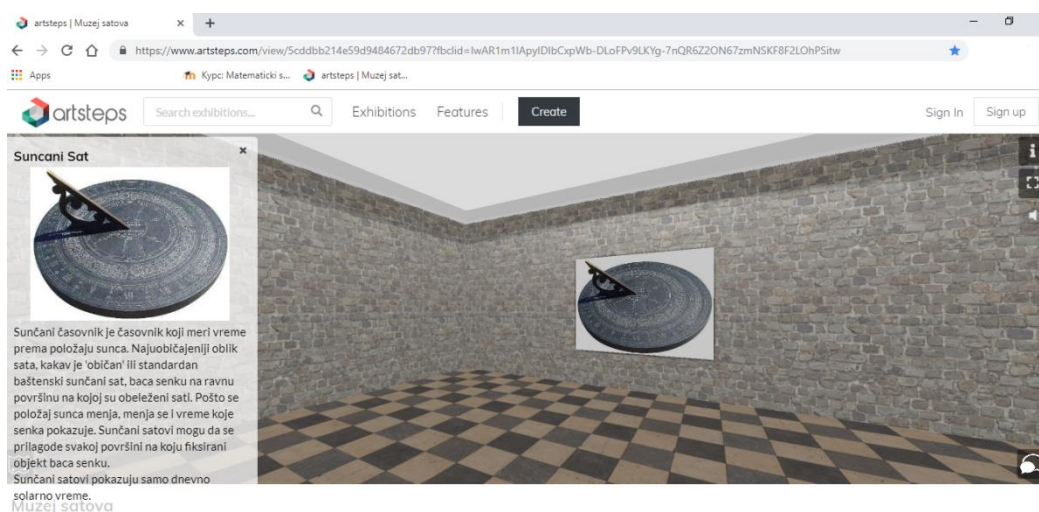 artsteps | Muzej satova
https://www.artsteps.com/view/5cddbb214e59d9484672db97?fbclid=IwAR1m1IApyIDIbCxpWb-DLoFPv9LKYg-7nQR6Z2ON67zmNSKF8F2LOhPSitw
Apps Курс: Matematicki s... artsteps | Muzej sat...
artsteps Search exhibitions... Exhibitions Features Create Sign In Sign up
Suncani Sat
Sunčani časovnik je časovnik koji meri vreme
prema položaju sunca. Najuobičajeniji oblik
sata, kakav je 'običan' ili standardan
baštenski sunčani sat, baca senku na ravnu
površinu na kojoj su obeleženi sati. Pošto se
položaj sunca menja, menja se i vreme koje
senka pokazuje. Sunčani satovi mogu da se
prilagode svakoj površini na koju fiksirani
objekt baca senku.
Sunčani satovi pokazuju samo dnevno
solarno vreme.
Muzej satova